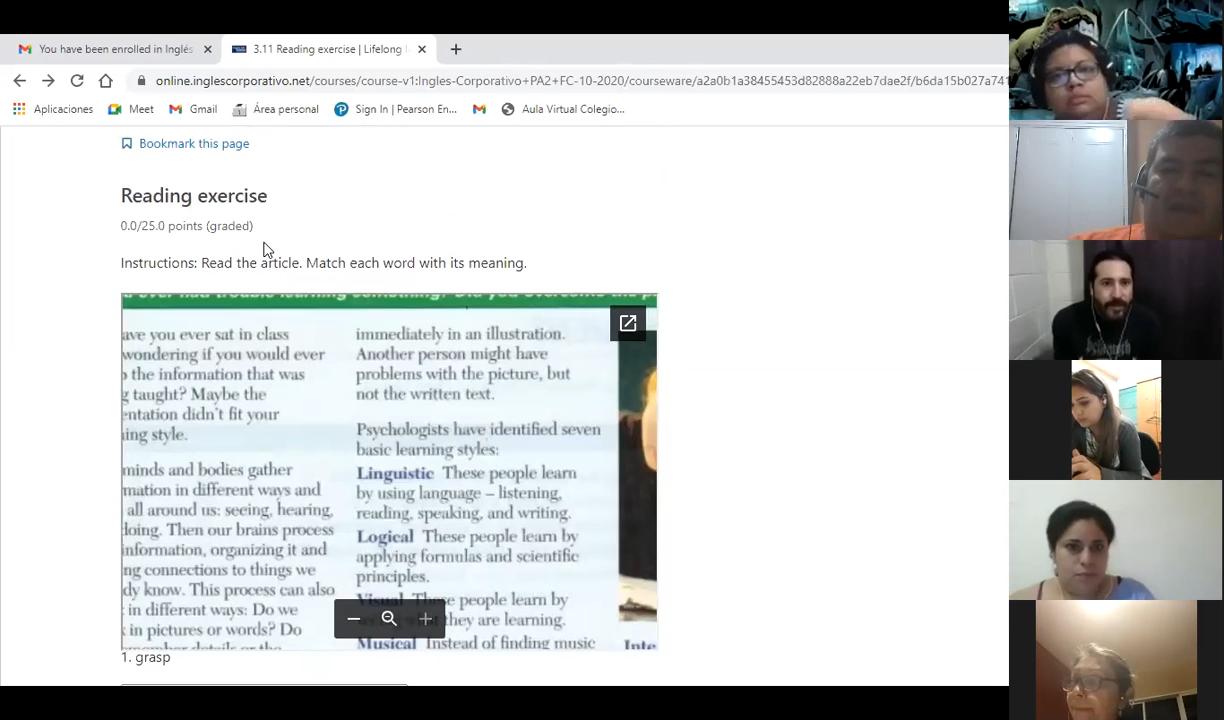 You have been enrolled in Inglés
3.11 Reading exercise | Lifelong l
online.inglescorporativo.net/courses/course-v1:Ingles-Corporativo+PA2+FC-10-2020/courseware/a2a0b1a38455453d82888a22eb7dae2f/b6da15b027a741
Aplicaciones
Meet
Gmail
Área personal
Sign In | Pearson En...
Aula Virtual Colegio...
Bookmark this page
Reading exercise
0.0/25.0 points (graded)
Instructions: Read the article. Match each word with its meaning.
ave you ever sat in class
wondering if you would ever
the information that was
g taught? Maybe the
entation didn't fit your
ing style.
minds and bodies gather
mation in different ways and
all around us: seeing, hearing,
doing. Then our brains process
information, organizing it and
ng connections to things we
dy know. This process can also
in different ways: Do we
in pictures or words? Do
immediately in an illustration.
Another person might have
problems with the picture, but
not the written text.
Psychologists have identified seven
basic learning styles:
Linguistic These people learn
by using language – listening,
reading, speaking, and writing.
Logical These people learn by
applying formulas and scientific
principles.
Visual These people learn by
they are learning.
Musical Instead of finding music
Inte
1. grasp